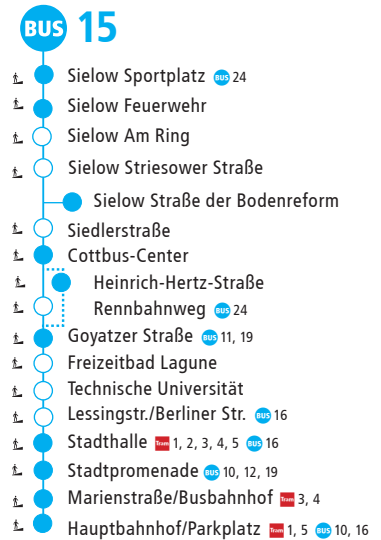 BUS 15
Sielow Sportplatz BUS 24
Sielow Feuerwehr
Sielow Am Ring
Sielow Striesower Straße
Sielow Straße der Bodenreform
Siedlerstraße
Cottbus-Center
Heinrich-Hertz-Straße
Rennbahnweg BUS 24
Goyatzer Straße BUS 11, 19
Freizeitbad Lagune
Technische Universität
Lessingstr./Berliner Str. BUS 16
Stadthalle Tram 1, 2, 3, 4, 5 BUS 16
Stadtpromenade BUS 10, 12, 19
Marienstraße/Busbahnhof Tram 3, 4
Hauptbahnhof/Parkplatz Tram 1, 5 BUS 10, 16